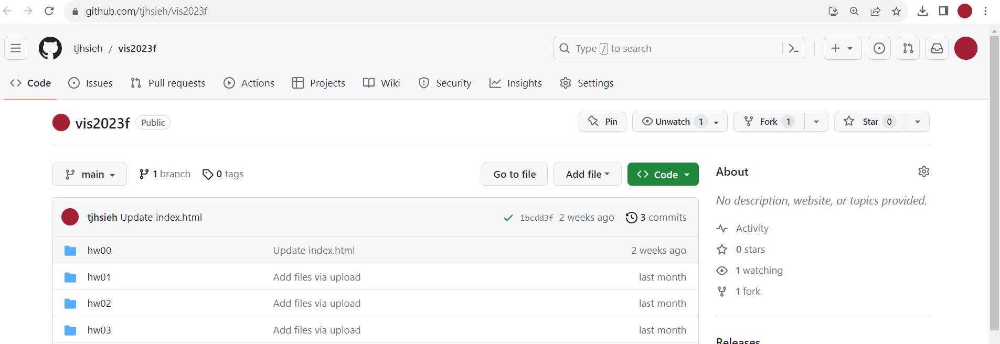 github.com/tjhsieh/vis2023f
tjhsieh / vis2023f
Type / to search
Code Issues Pull requests Actions Projects Wiki Security Insights Settings
vis2023f Public
Pin Unwatch 1 Fork 1 Star 0
main 1 branch 0 tags Go to file Add file Code
tjhsieh Update index.html 1bcdd3f 2 weeks ago 3 commits
hw00 Update index.html 2 weeks ago
hw01 Add files via upload last month
hw02 Add files via upload last month
hw03 Add files via upload last month
About
No description, website, or topics provided.
Activity
0 stars
1 watching
1 fork
Releases